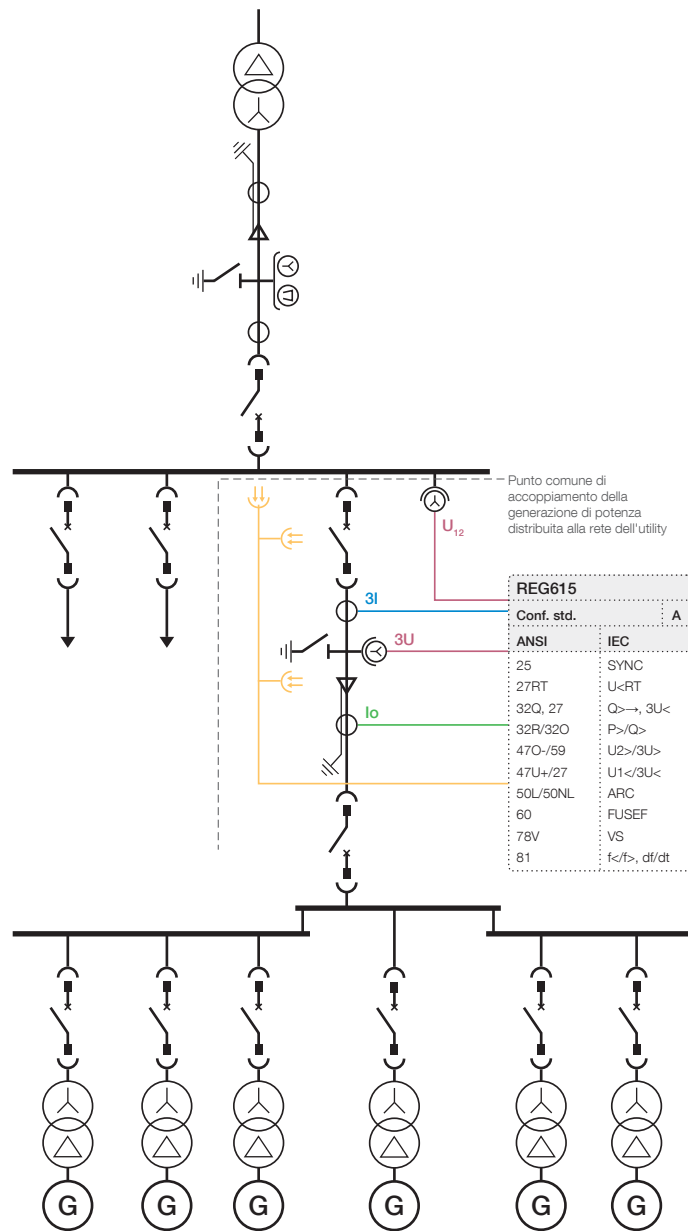 Punto comune di
accoppiamento della
generazione di potenza
distribuita alla rete dell'utility
U12
REG615
3I
Conf. std. A
ANSI IEC
3U
25 SYNC
27RT U<RT
32Q, 27 Q>→, 3U<
Io
32R/32O P>/Q>
47O-/59 U2>/3U>
47U+/27 U1</3U<
50L/50NL ARC
60 FUSEF
78V VS
81 f</f>, df/dt
G G G G G G